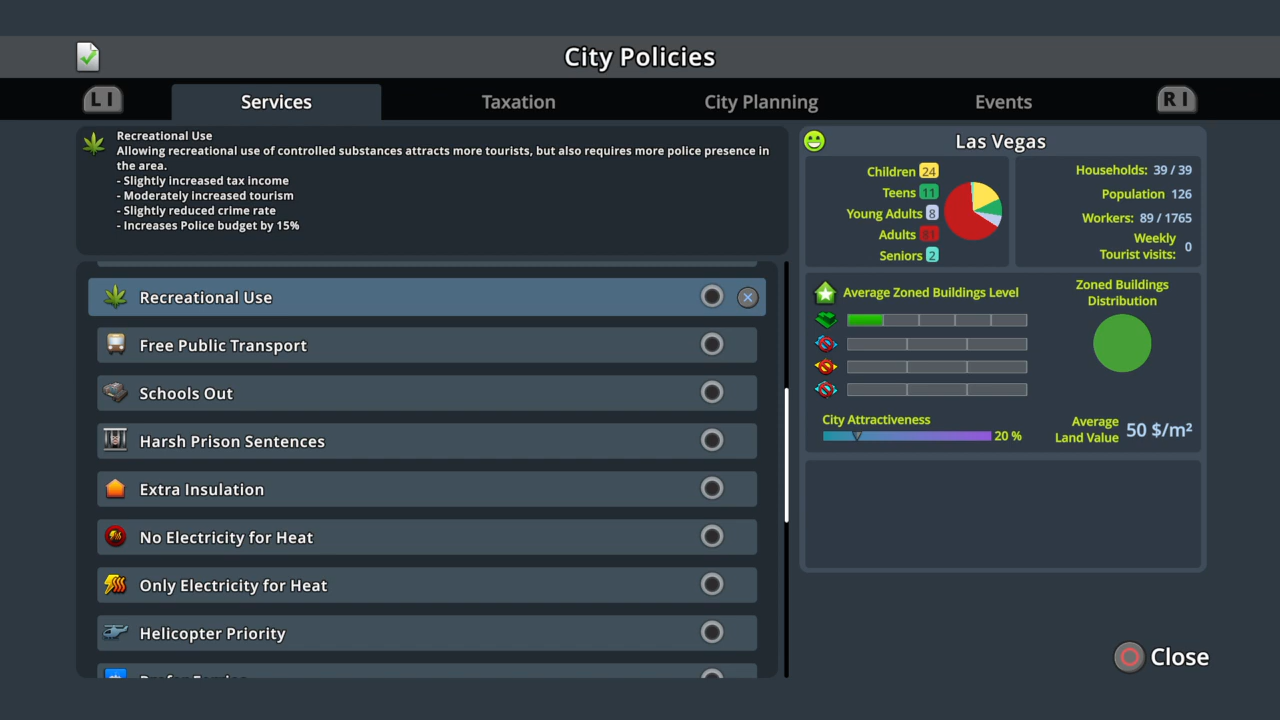 City Policies
L1
Services
Taxation
City Planning
Events
R1
Recreational Use
Allowing recreational use of controlled substances attracts more tourists, but also requires more police presence in
the area.
- Slightly increased tax income
- Moderately increased tourism
- Slightly reduced crime rate
- Increases Police budget by 15%
Recreational Use
Free Public Transport
Schools Out
Harsh Prison Sentences
Extra Insulation
No Electricity for Heat
Only Electricity for Heat
Helicopter Priority
Las Vegas
Children 24
Teens 11
Young Adults 8
Adults 81
Seniors 2
Households: 39 / 39
Population 126
Workers: 89 / 1765
Weekly
Tourist visits: 0
Average Zoned Buildings Level
Zoned Buildings
Distribution
City Attractiveness
20 %
Average
Land Value 50 $/m²
Close